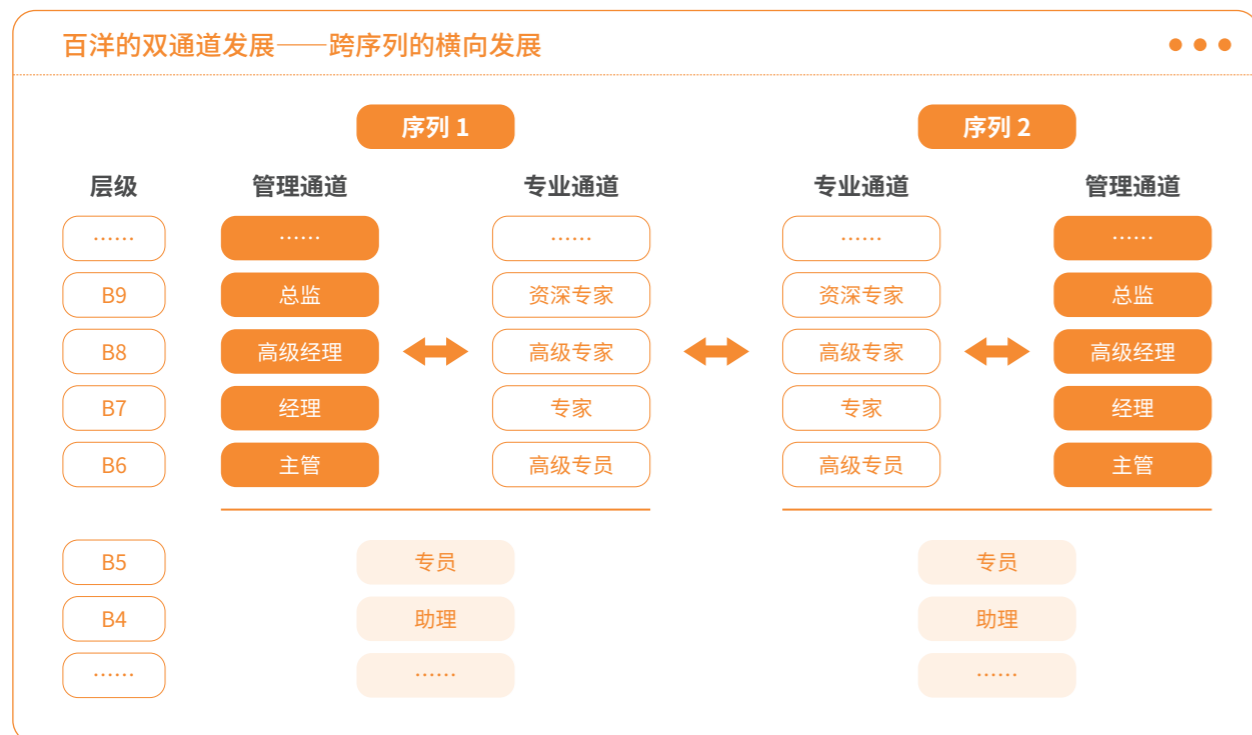 百洋的双通道发展——跨序列的横向发展
序列 1 序列 2
层级 管理通道 专业通道 专业通道 管理通道
…… …… …… …… ……
B9 总监 资深专家 资深专家 总监
B8 高级经理 高级专家 高级专家 高级经理
B7 经理 专家 专家 经理
B6 主管 高级专员 高级专员 主管
B5 专员 专员
B4 助理 助理
…… …… ……